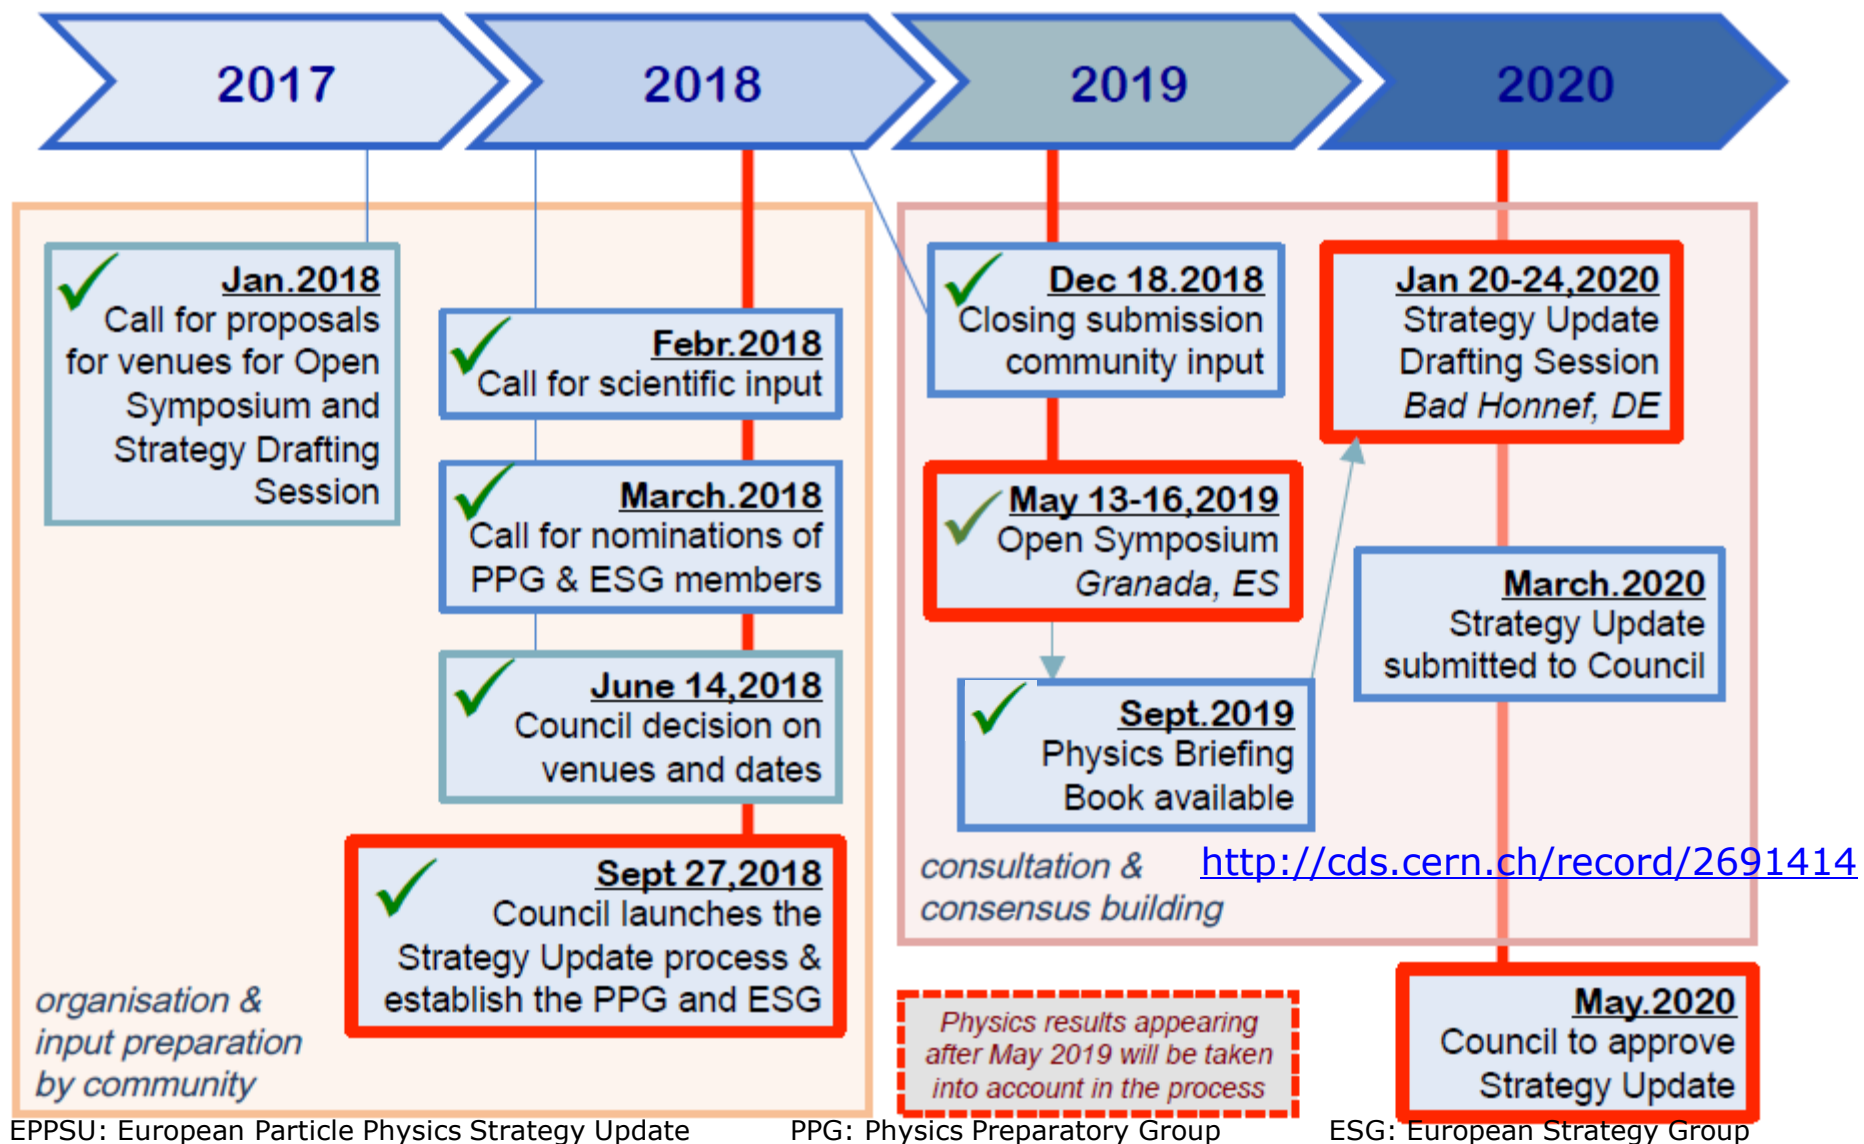 2017
2018
2019
2020
Jan.2018
Call for proposals
for venues for Open
Symposium and
Strategy Drafting
Session
Febr.2018
Call for scientific input
March.2018
Call for nominations of
PPG & ESG members
June 14,2018
Council decision on
venues and dates
Sept 27,2018
Council launches the
Strategy Update process &
establish the PPG and ESG
organisation &
input preparation
by community
Dec 18.2018
Closing submission
community input
May 13-16,2019
Open Symposium
Granada, ES
Sept.2019
Physics Briefing
Book available
Jan 20-24,2020
Strategy Update
Drafting Session
Bad Honnef, DE
March.2020
Strategy Update
submitted to Council
consultation &
consensus building
http://cds.cern.ch/record/2691414
Physics results appearing
after May 2019 will be taken
into account in the process
May.2020
Council to approve
Strategy Update
EPPSU: European Particle Physics Strategy Update
PPG: Physics Preparatory Group
ESG: European Strategy Group